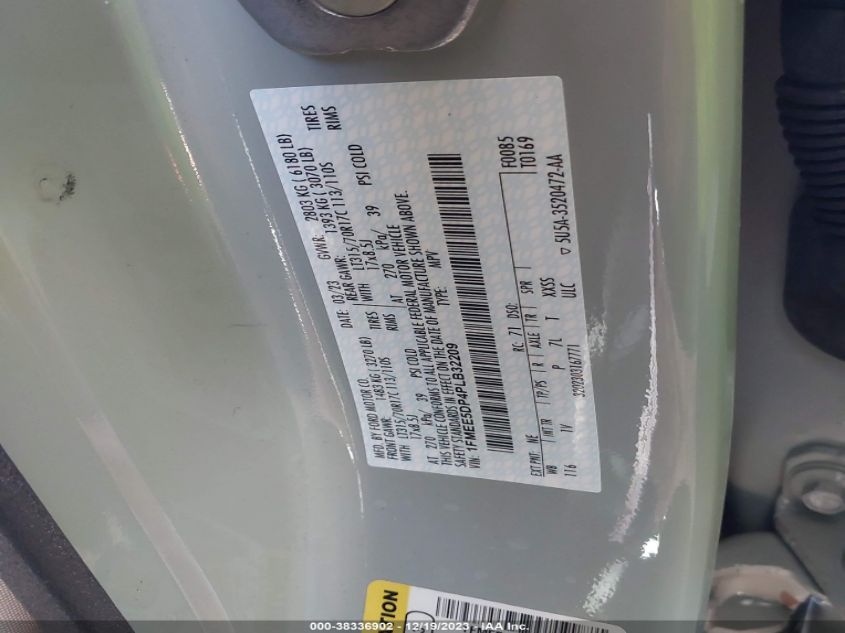 MFD. BY FORD MOTOR CO.
DATE: 03/23 GVWR: 2803 KG ( 6180 LB)
FRONT GAWR: 1483 KG ( 3270 LB) REAR GAWR: 1393 KG ( 3070 LB)
WITH LT315/70R17C 113/110S TIRES WITH LT315/70R17C 113/110S TIRES
17x8.5J RIMS 17x8.5J RIMS
AT 270 kPa/ 39 PSI COLD AT 270 kPa/ 39 PSI COLD
THIS VEHICLE CONFORMS TO ALL APPLICABLE FEDERAL MOTOR VEHICLE
SAFETY STANDARDS IN EFFECT ON THE DATE OF MANUFACTURE SHOWN ABOVE.
VIN: 1FMEE5DP4PLB32209 TYPE: MPV
F0085
T0169
EXT PNT: NE RC: 71 DSO:
WB INT TR TP/PS R AXLE TR SPR
116 1V P 7L T XXSS
320230316771 ULC
5U5A-3520472-AA
000-38336902 - 12/19/2023 - IAA Inc.